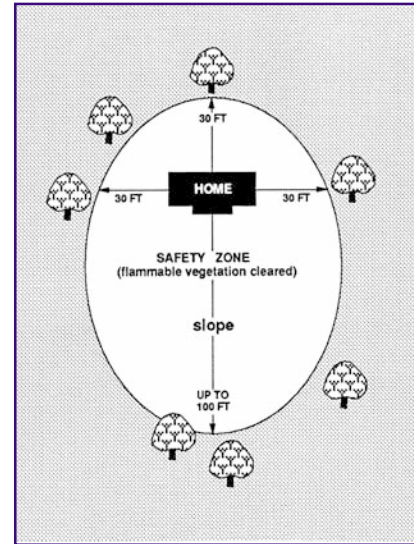 30 FT
HOME
30 FT
30 FT
SAFETY ZONE
(flammable vegetation cleared)
slope
UP TO
100 FT